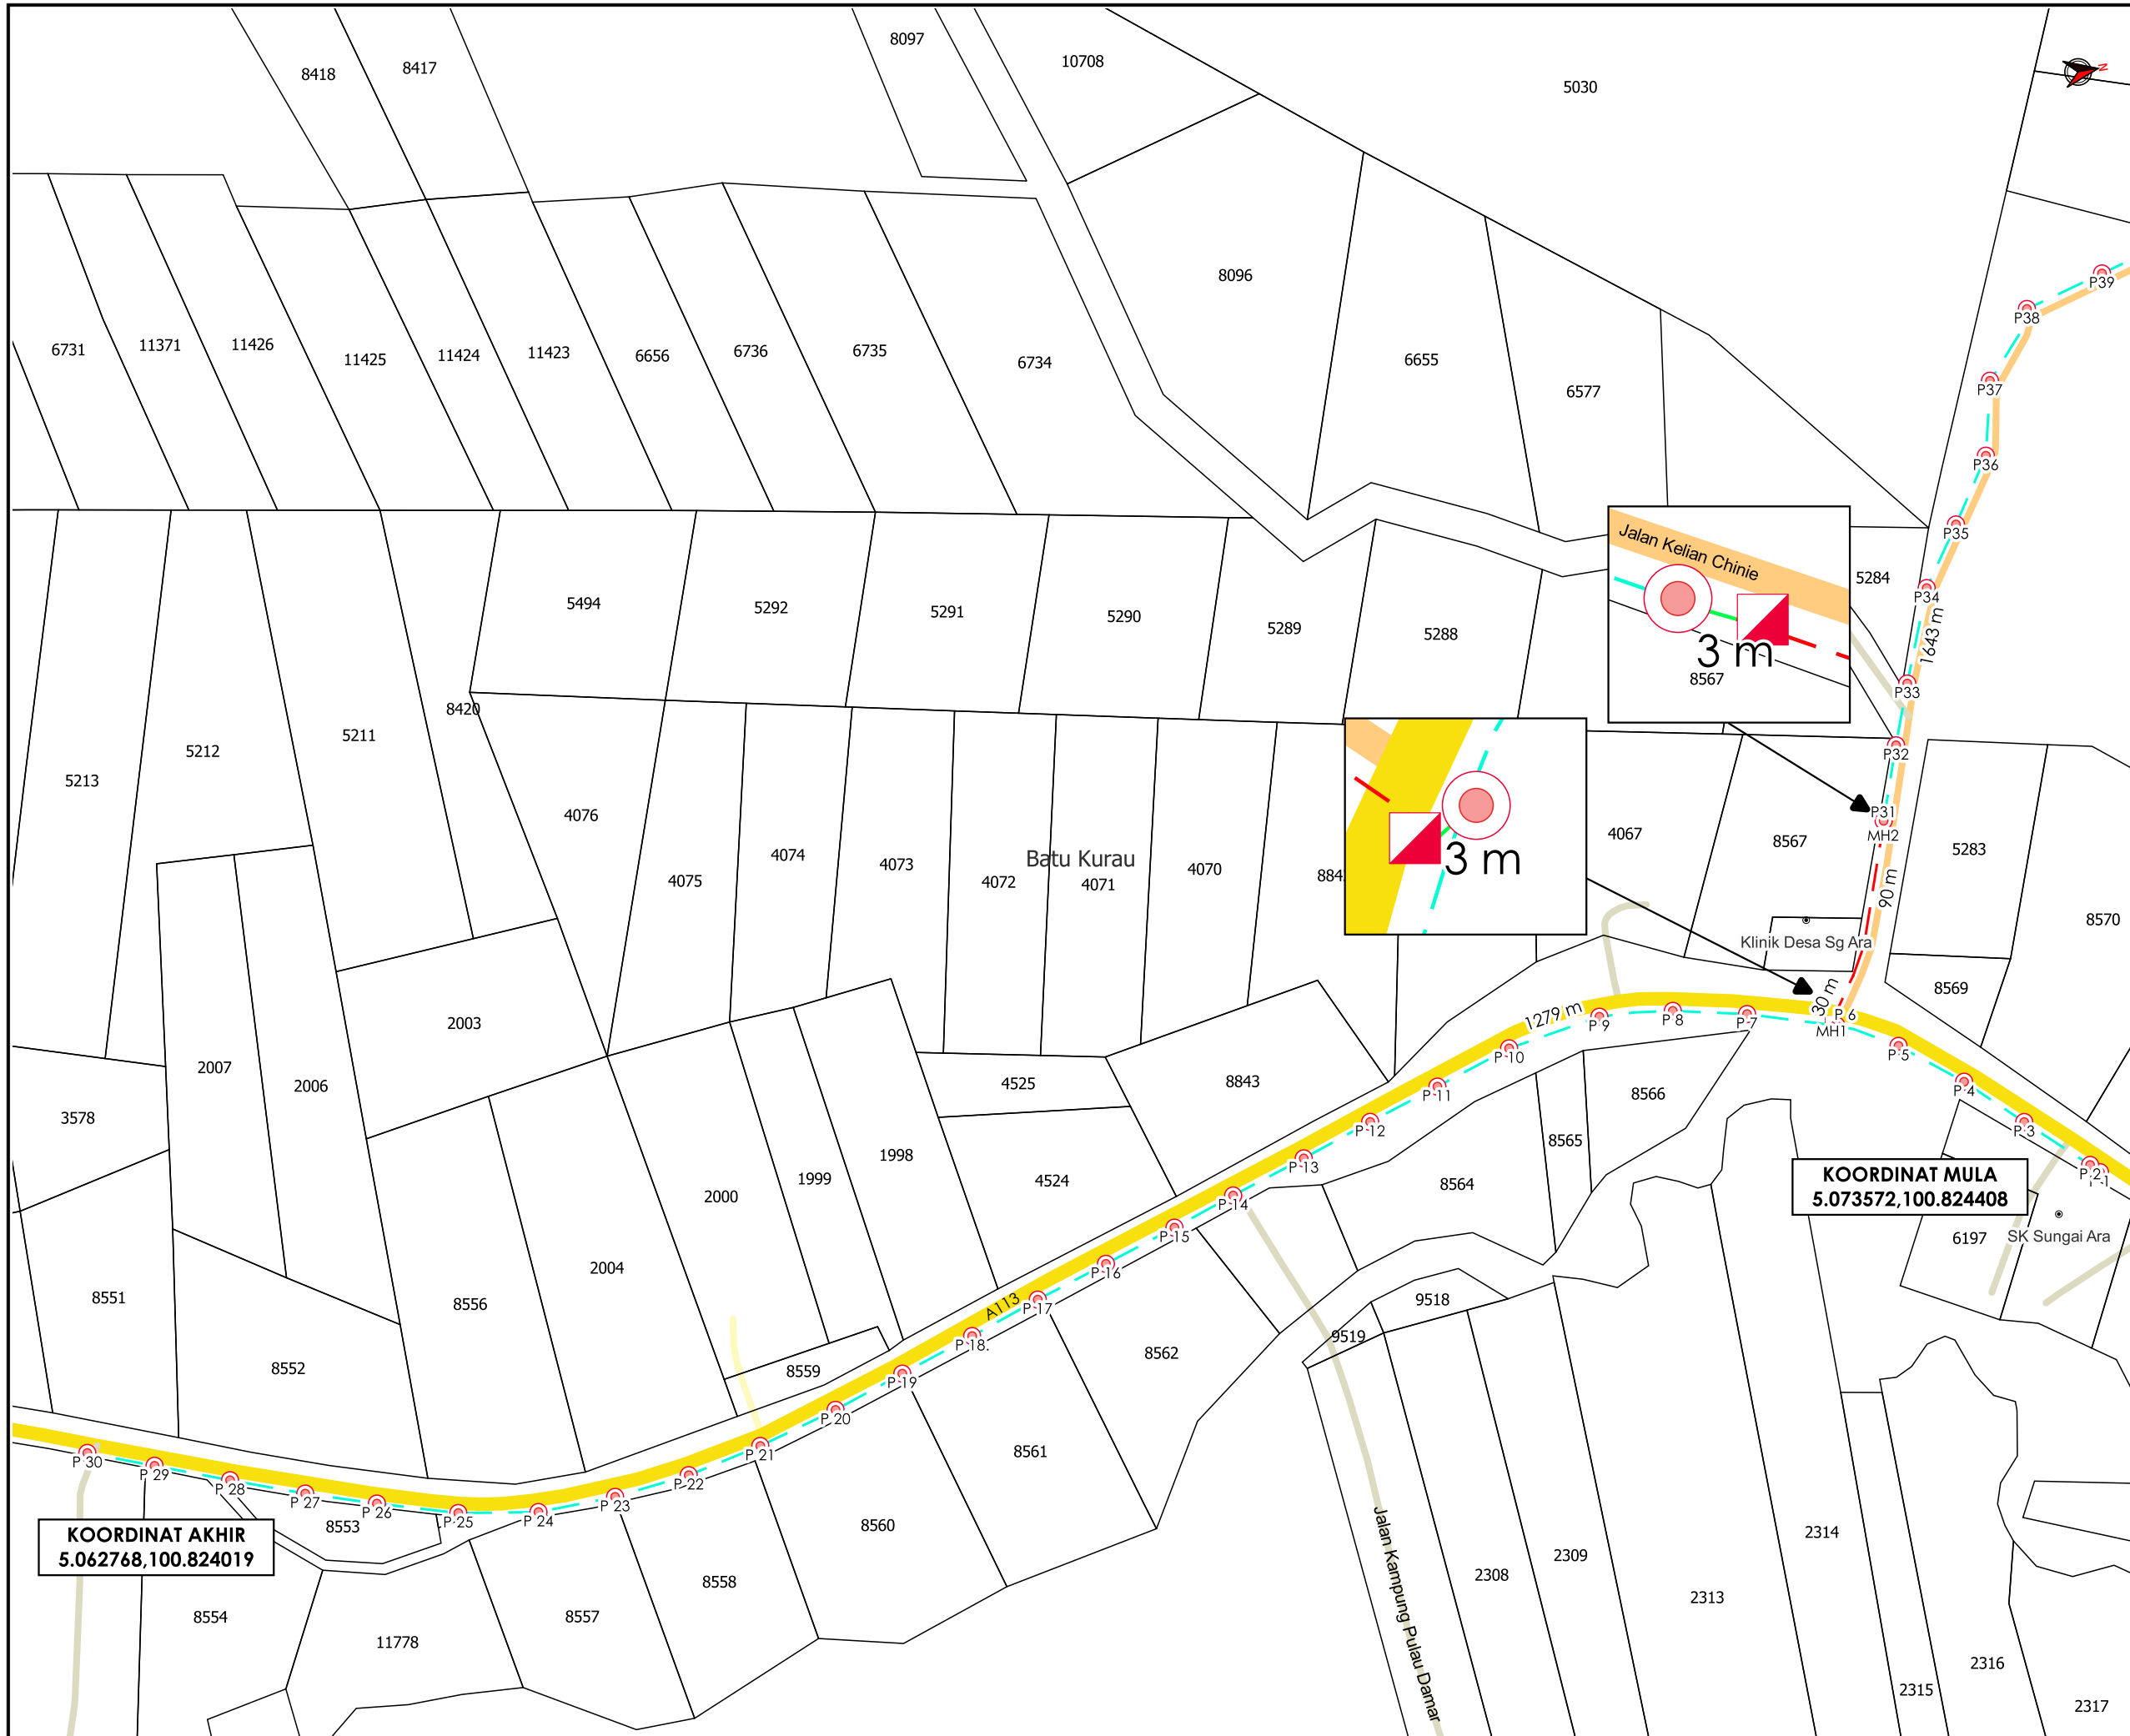 8097
8418
8417
10708
5030
N
8096
P39
P38
6731
11371
11426
11425
11424
11423
6656
6736
6735
6734
6655
6577
P37
P36
P35
Jalan Kelian Chinie
3 m
8567
5284
P34
1643 m
P33
5494
5292
5291
5290
5289
5288
8420
5211
5212
5213
P32
P31
MH2
3 m
4076
4075
4074
4073
4072
Batu Kurau
4071
4070
4067
8567
5283
90 m
8570
Klinik Desa Sg Ara
8569
30 m
P 6
MH1
1279 m
P 9
P 8
P 7
P 5
P 10
P 4
P 11
P 3
P 12
P 2
P 13
P 14
P 15
P 16
P 17
A113
P 18
P 19
P 20
P 21
P 22
P 23
P 24
P 25
P 26
P 27
P 28
P 29
P 30
2003
2007
2006
3578
4525
8843
8566
8565
8564
4524
1998
1999
2000
2004
8551
8556
8552
8559
8562
8561
9518
9519
KOORDINAT MULA
5.073572,100.824408
6197
SK Sungai Ara
KOORDINAT AKHIR
5.062768,100.824019
8553
8560
8558
8557
8554
11778
Jalan Kampung Pulau Damar
2308
2309
2313
2314
2315
2316
2317